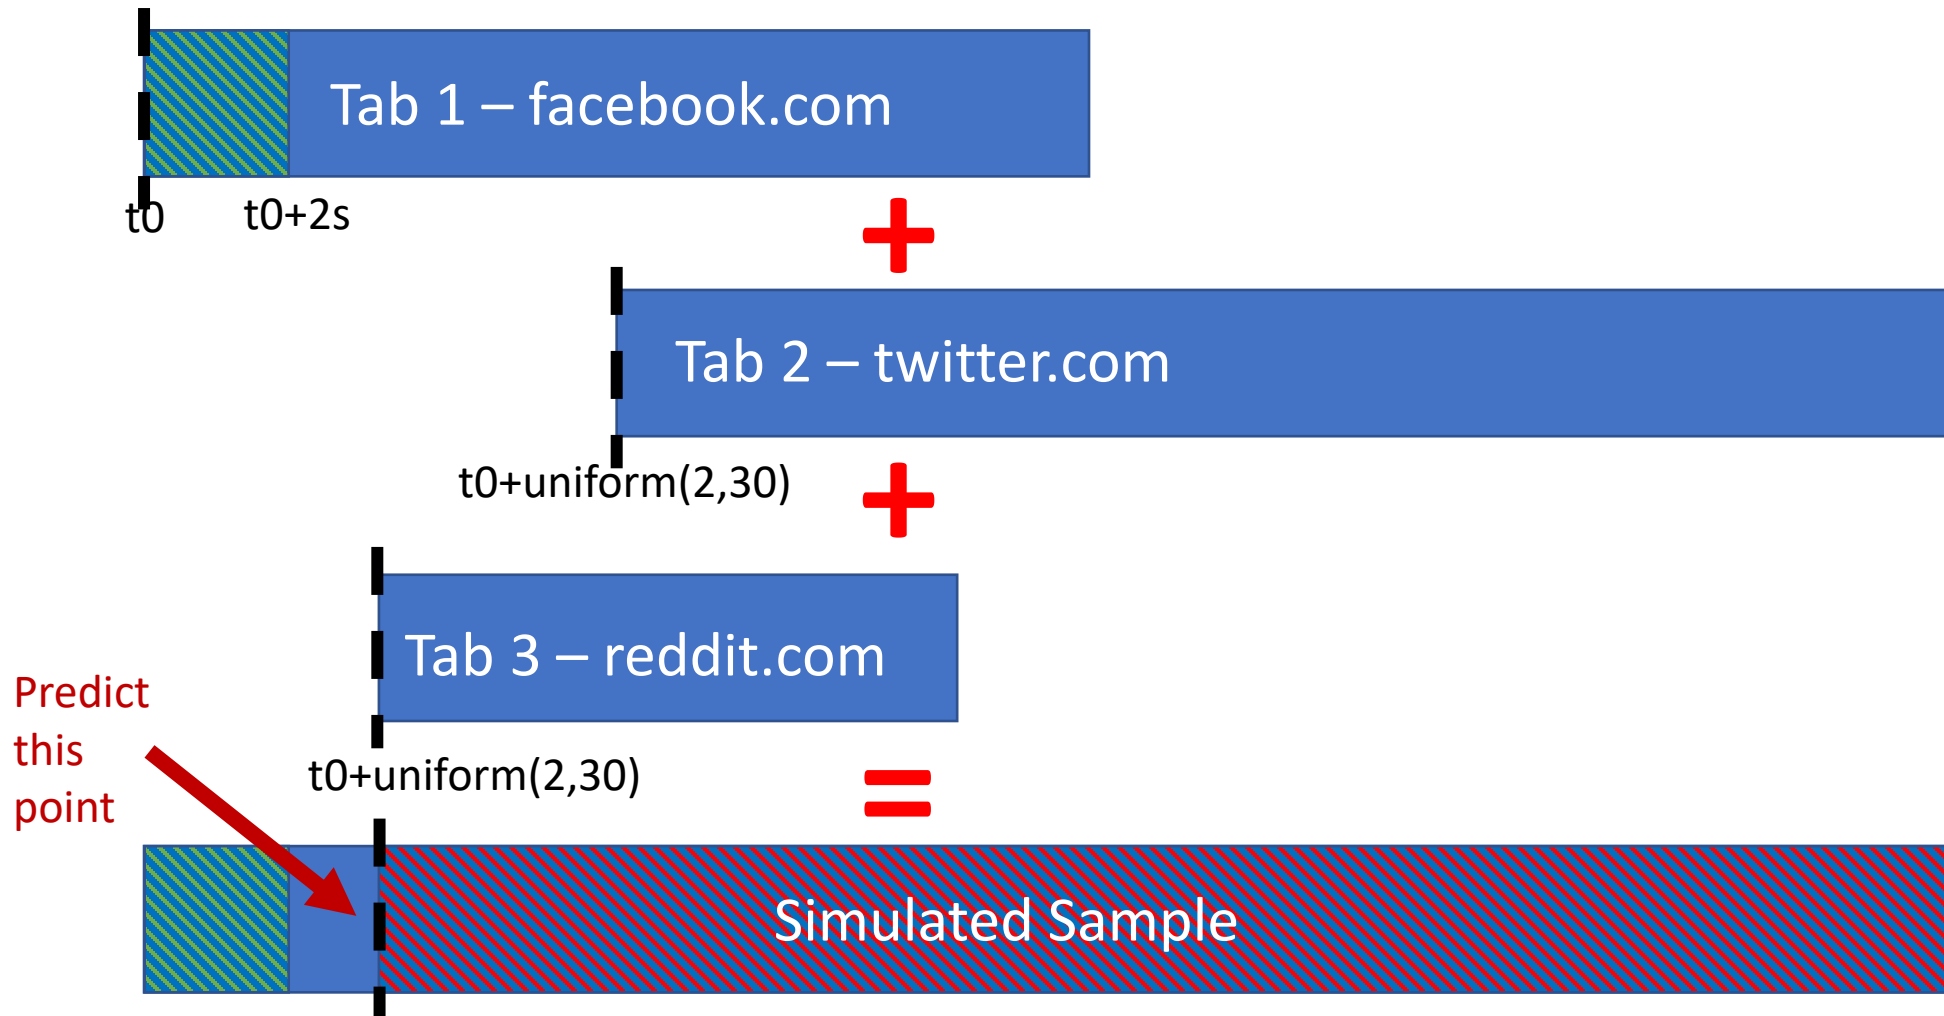 Tab 1 – facebook.com
t0
t0+2s
+
Tab 2 – twitter.com
t0+uniform(2,30)
+
Tab 3 – reddit.com
Predict
this
point
t0+uniform(2,30)
=
Simulated Sample